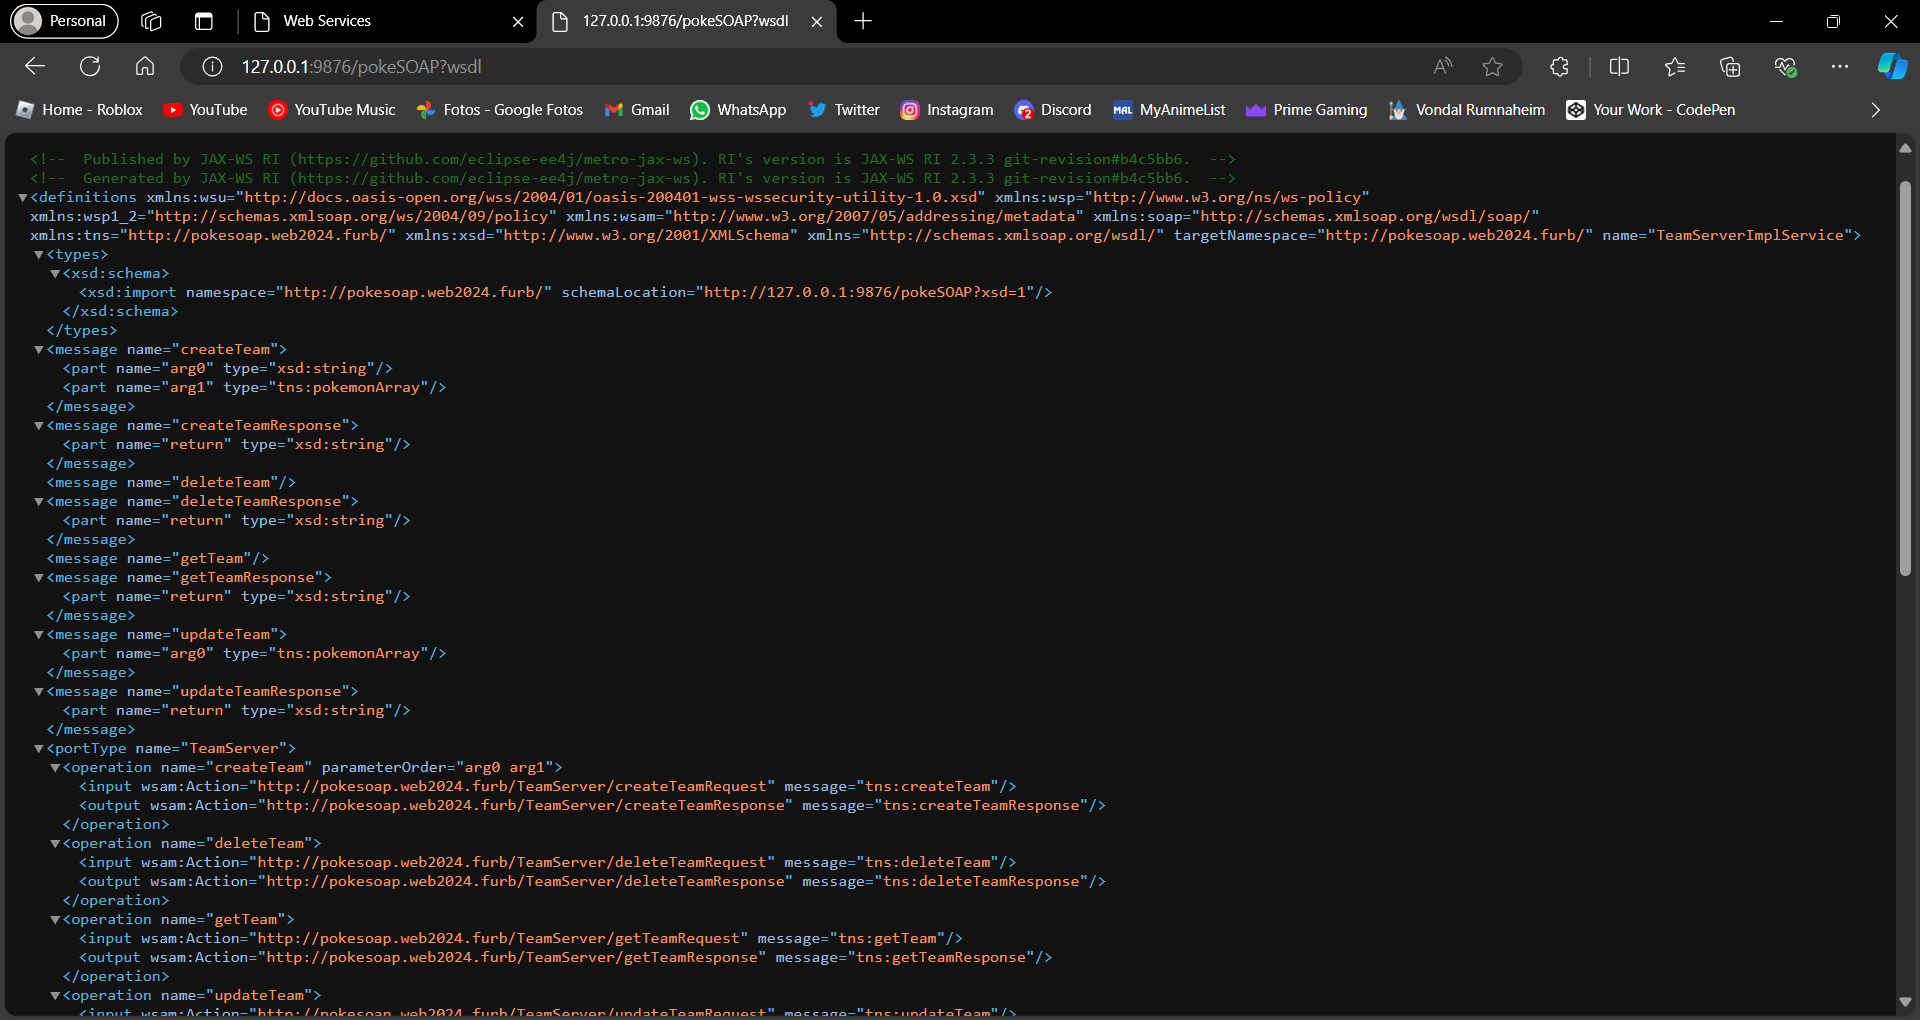 Personal
Web Services
127.0.0.1:9876/pokeSOAP?wsdl
127.0.0.1:9876/pokeSOAP?wsdl
Home - Roblox YouTube YouTube Music Fotos - Google Fotos Gmail WhatsApp Twitter Instagram Discord MAL MyAnimeList Prime Gaming Vondal Rumnaheim Your Work - CodePen
<!-- Published by JAX-WS RI (https://github.com/eclipse-ee4j/metro-jax-ws). RI's version is JAX-WS RI 2.3.3 git-revision#b4c5bb6. -->
<!-- Generated by JAX-WS RI (https://github.com/eclipse-ee4j/metro-jax-ws). RI's version is JAX-WS RI 2.3.3 git-revision#b4c5bb6. -->
<definitions xmlns:wsu="http://docs.oasis-open.org/wss/2004/01/oasis-200401-wss-wssecurity-utility-1.0.xsd" xmlns:wsp="http://www.w3.org/ns/ws-policy"
xmlns:wsp1_2="http://schemas.xmlsoap.org/ws/2004/09/policy" xmlns:wsam="http://www.w3.org/2007/05/addressing/metadata" xmlns:soap="http://schemas.xmlsoap.org/wsdl/soap/"
xmlns:tns="http://pokesoap.web2024.furb/" xmlns:xsd="http://www.w3.org/2001/XMLSchema" xmlns="http://schemas.xmlsoap.org/wsdl/" targetNamespace="http://pokesoap.web2024.furb/" name="TeamServerImplService">
<types>
<xsd:schema>
<xsd:import namespace="http://pokesoap.web2024.furb/" schemaLocation="http://127.0.0.1:9876/pokeSOAP?xsd=1"/>
</xsd:schema>
</types>
<message name="createTeam">
<part name="arg0" type="xsd:string"/>
<part name="arg1" type="tns:pokemonArray"/>
</message>
<message name="createTeamResponse">
<part name="return" type="xsd:string"/>
</message>
<message name="deleteTeam"/>
<message name="deleteTeamResponse">
<part name="return" type="xsd:string"/>
</message>
<message name="getTeam"/>
<message name="getTeamResponse">
<part name="return" type="xsd:string"/>
</message>
<message name="updateTeam">
<part name="arg0" type="tns:pokemonArray"/>
</message>
<message name="updateTeamResponse">
<part name="return" type="xsd:string"/>
</message>
<portType name="TeamServer">
<operation name="createTeam" parameterOrder="arg0 arg1">
<input wsam:Action="http://pokesoap.web2024.furb/TeamServer/createTeamRequest" message="tns:createTeam"/>
<output wsam:Action="http://pokesoap.web2024.furb/TeamServer/createTeamResponse" message="tns:createTeamResponse"/>
</operation>
<operation name="deleteTeam">
<input wsam:Action="http://pokesoap.web2024.furb/TeamServer/deleteTeamRequest" message="tns:deleteTeam"/>
<output wsam:Action="http://pokesoap.web2024.furb/TeamServer/deleteTeamResponse" message="tns:deleteTeamResponse"/>
</operation>
<operation name="getTeam">
<input wsam:Action="http://pokesoap.web2024.furb/TeamServer/getTeamRequest" message="tns:getTeam"/>
<output wsam:Action="http://pokesoap.web2024.furb/TeamServer/getTeamResponse" message="tns:getTeamResponse"/>
</operation>
<operation name="updateTeam">
<input wsam:Action="http://pokesoap.web2024.furb/TeamServer/updateTeamRequest" message="tns:updateTeam"/>